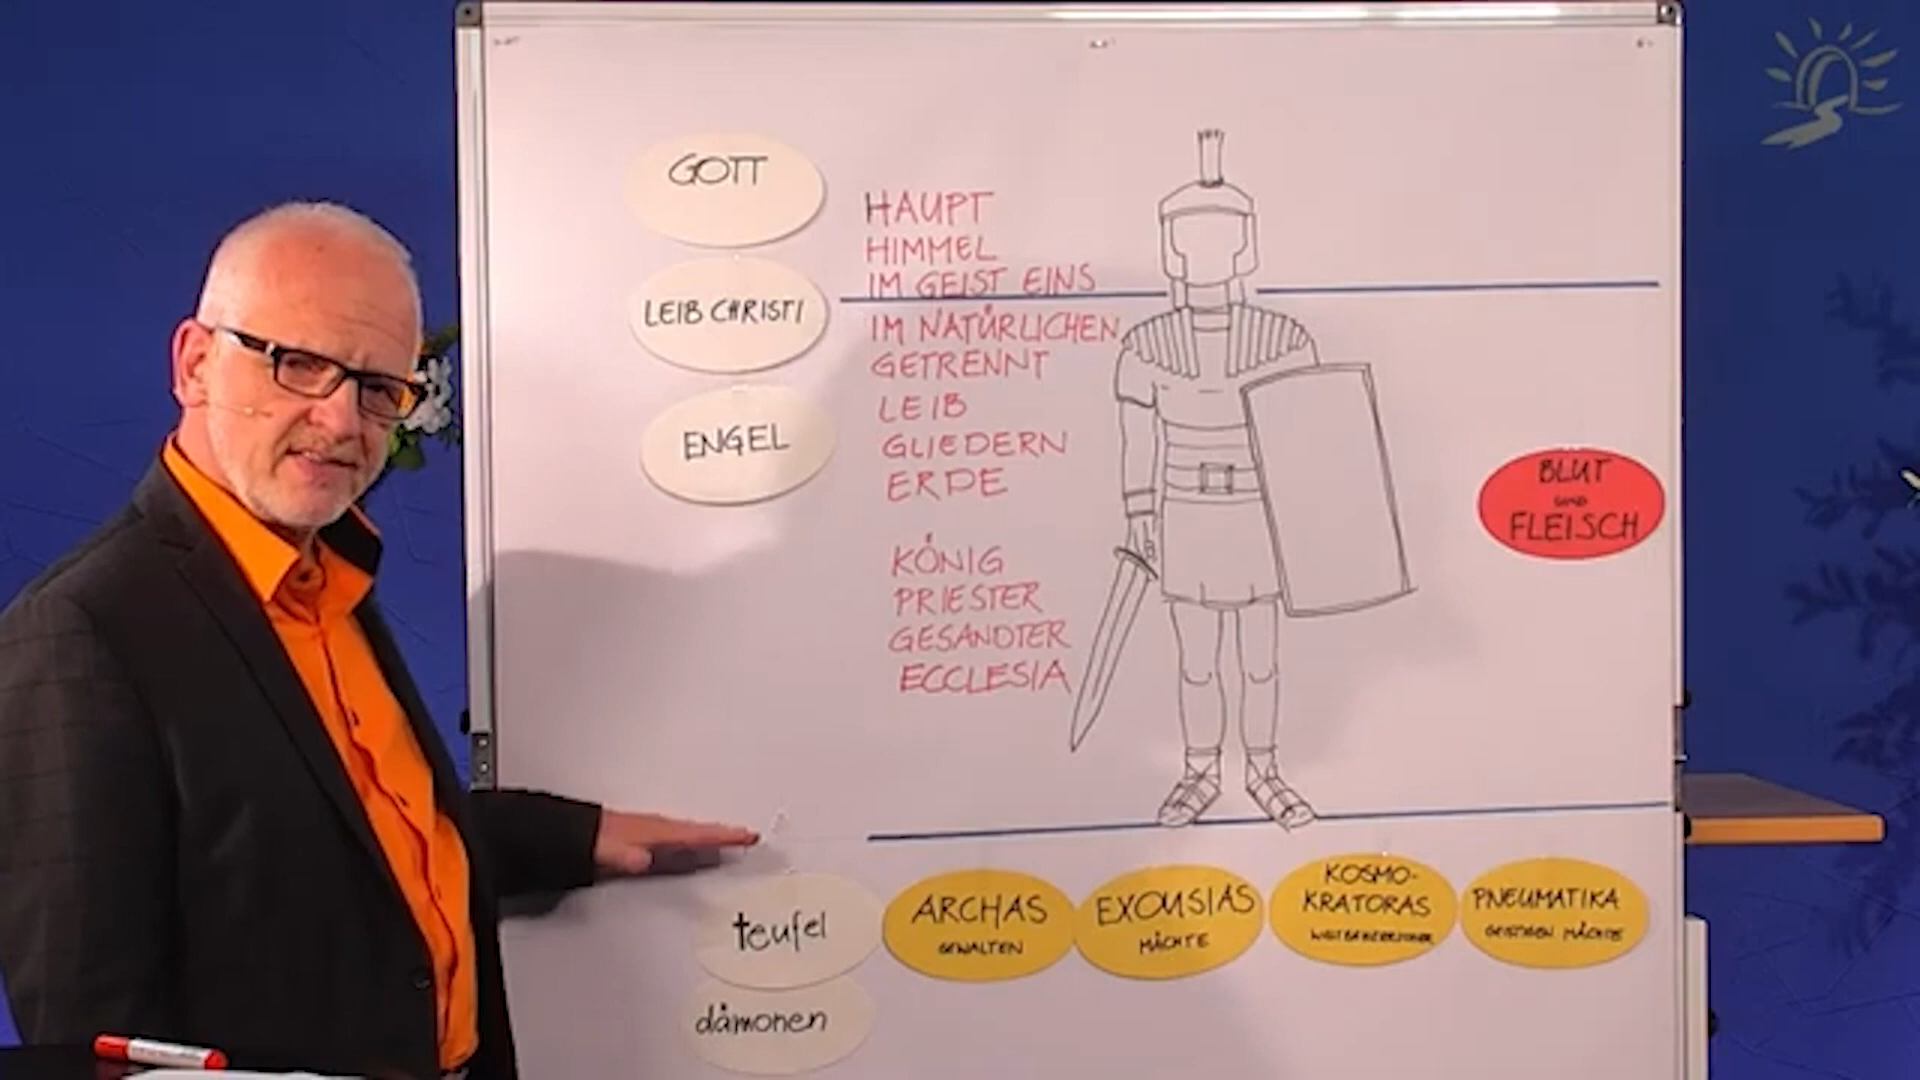 GOTT
LEIB CHRISTI
ENGEL
HAUPT
HIMMEL
IM GEIST EINS
IM NATÜRLICHEN
GETRENNT
LEIB
GLIEDERN
ERDE
KÖNIG
PRIESTER
GESANDTER
ECCLESIA
BLUT
UND
FLEISCH
teufel
dämonen
ARCHAS
GEWALTEN
EXOUSIAS
MÄCHTE
KOSMO-
KRATORAS
WELTBEHERRSCHER
PNEUMATIKA
GEISTIGEN MÄCHTE